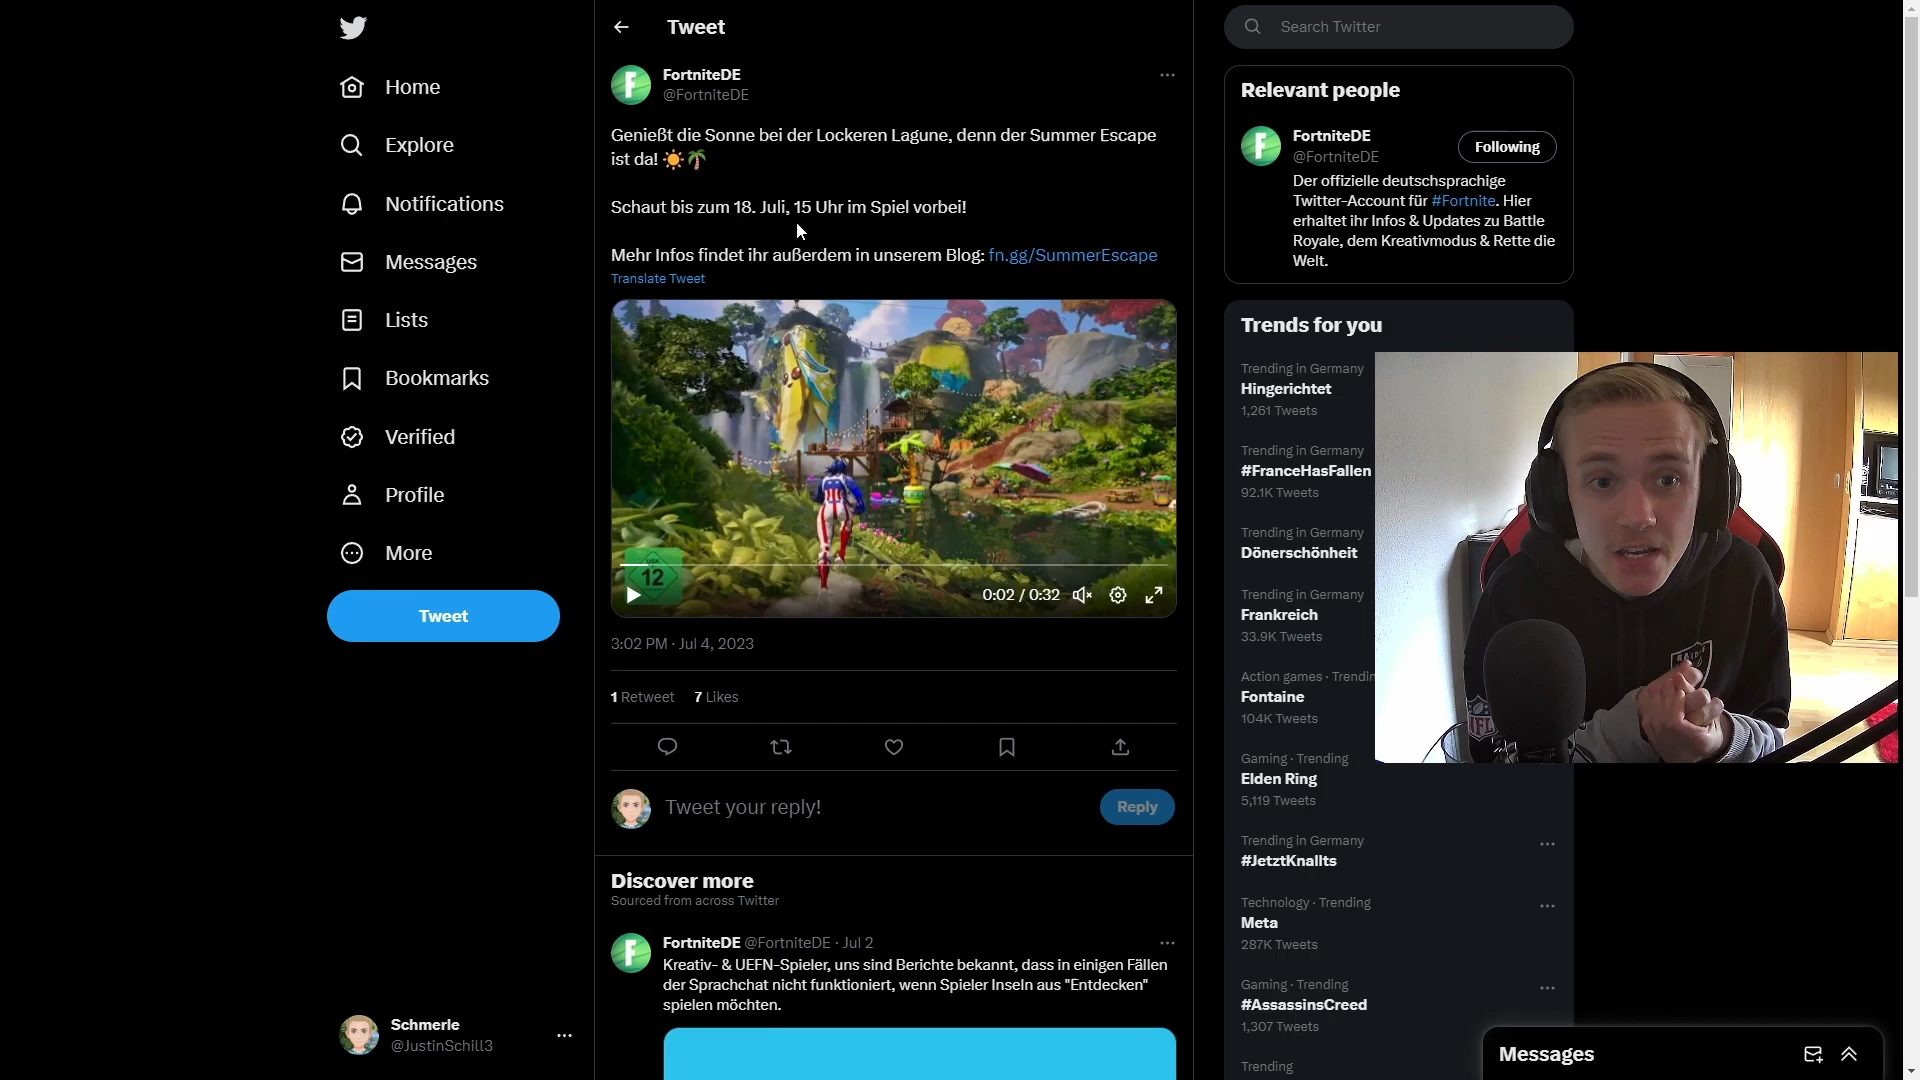 Home
Explore
Notifications
Messages
Lists
Bookmarks
Verified
Profile
More
Tweet
Schmerle
@JustinSchill3
Tweet
FortniteDE
@FortniteDE
Genießt die Sonne bei der Lockeren Lagune, denn der Summer Escape
ist da! ☀️🌴
Schaut bis zum 18. Juli, 15 Uhr im Spiel vorbei!
Mehr Infos findet ihr außerdem in unserem Blog: fn.gg/SummerEscape
Translate Tweet
USK
12
0:02 / 0:32
3:02 PM · Jul 4, 2023
1 Retweet 7 Likes
Tweet your reply!
Reply
Discover more
Sourced from across Twitter
FortniteDE @FortniteDE · Jul 2
Kreativ- & UEFN-Spieler, uns sind Berichte bekannt, dass in einigen Fällen
der Sprachchat nicht funktioniert, wenn Spieler Inseln aus "Entdecken"
spielen möchten.
Search Twitter
Relevant people
FortniteDE
@FortniteDE
Following
Der offizielle deutschsprachige
Twitter-Account für #Fortnite. Hier
erhaltet ihr Infos & Updates zu Battle
Royale, dem Kreativmodus & Rette die
Welt.
Trends for you
Trending in Germany
Hingerichtet
1,261 Tweets
Trending in Germany
#FranceHasFallen
92.1K Tweets
Trending in Germany
Dönerschönheit
Trending in Germany
Frankreich
33.9K Tweets
Action games · Trendin
Fontaine
104K Tweets
Gaming · Trending
Elden Ring
5,119 Tweets
Trending in Germany
#JetztKnallts
Technology · Trending
Meta
287K Tweets
Gaming · Trending
#AssassinsCreed
1,307 Tweets
Trending
RAIDERS
NFL
Messages